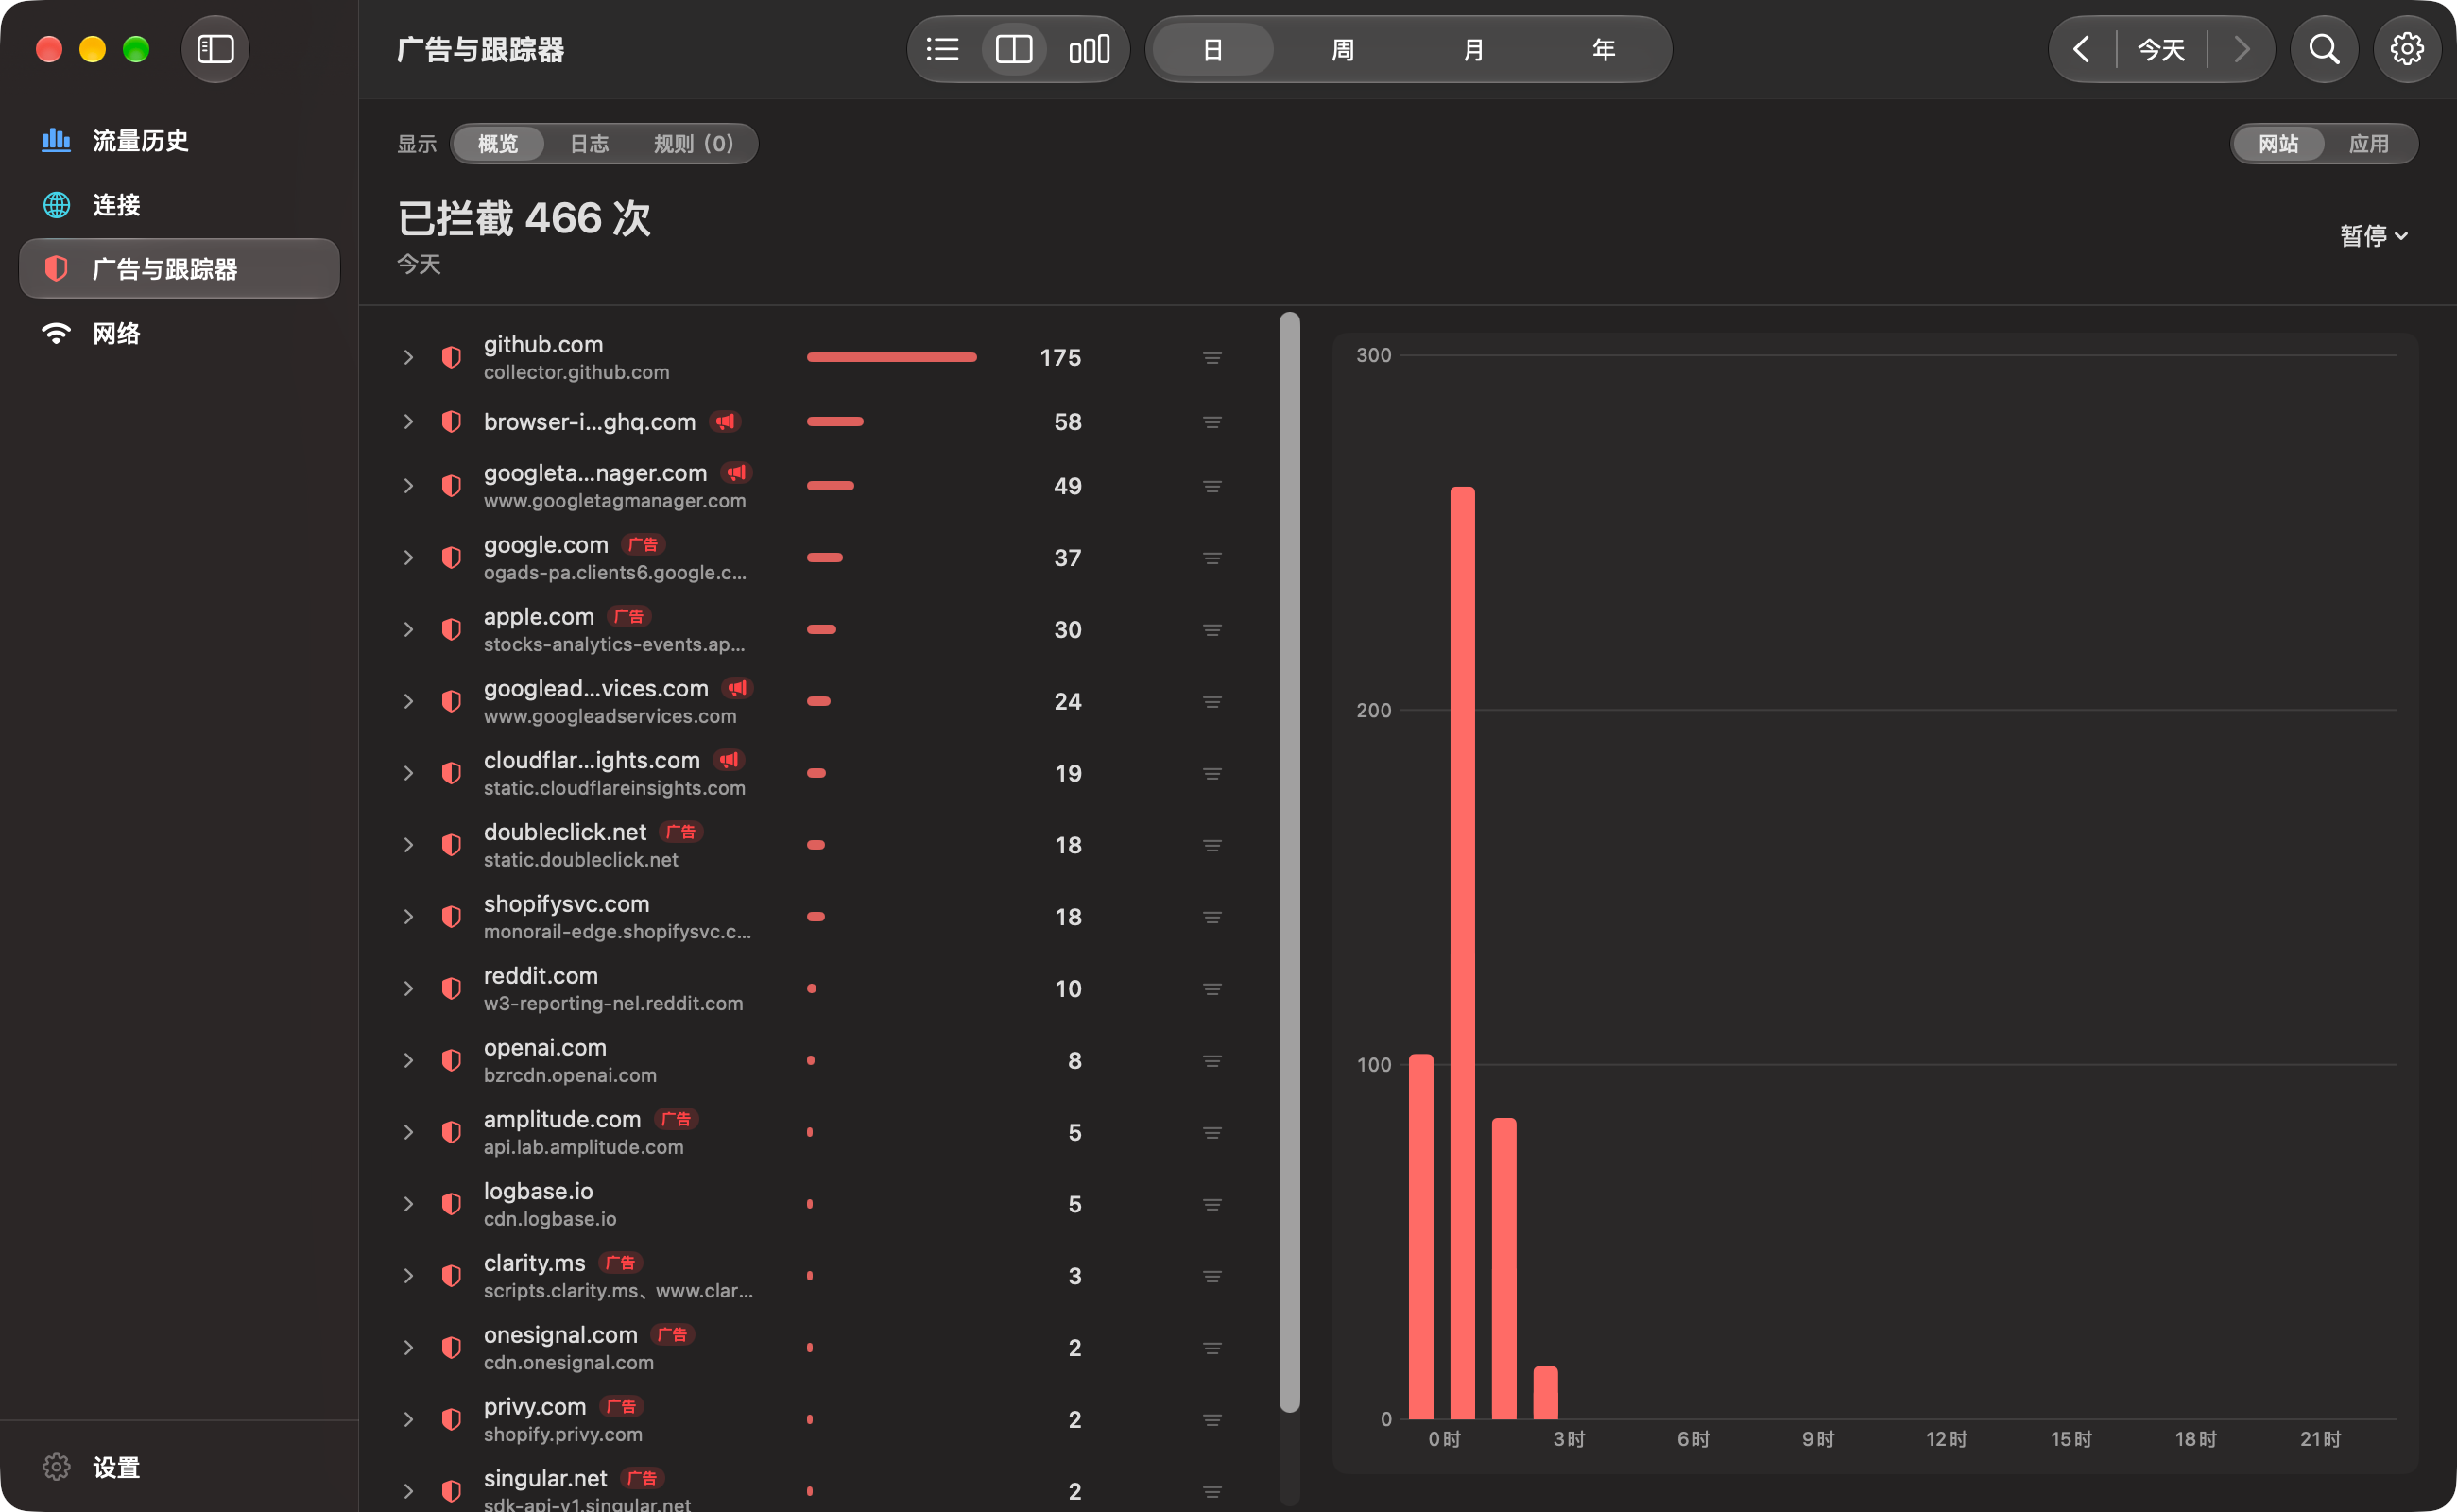 广告与跟踪器
日
周
月
年
今天
流量历史
连接
广告与跟踪器
网络
设置
显示
概览
日志
规则（0）
网站
应用
已拦截 466 次
今天
暂停
github.com
collector.github.com
175
browser-i...ghq.com
58
googleta...nager.com
www.googletagmanager.com
49
google.com 广告
ogads-pa.clients6.google.c...
37
apple.com 广告
stocks-analytics-events.ap...
30
googlead...vices.com
www.googleadservices.com
24
cloudflar...ights.com
static.cloudflareinsights.com
19
doubleclick.net 广告
static.doubleclick.net
18
shopifysvc.com
monorail-edge.shopifysvc.c...
18
reddit.com
w3-reporting-nel.reddit.com
10
openai.com
bzrcdn.openai.com
8
amplitude.com 广告
api.lab.amplitude.com
5
logbase.io
cdn.logbase.io
5
clarity.ms 广告
scripts.clarity.ms、www.clar...
3
onesignal.com 广告
cdn.onesignal.com
2
privy.com 广告
shopify.privy.com
2
singular.net 广告
sdk-api-v1.singular.net
2
300
200
100
0
0时
3时
6时
9时
12时
15时
18时
21时